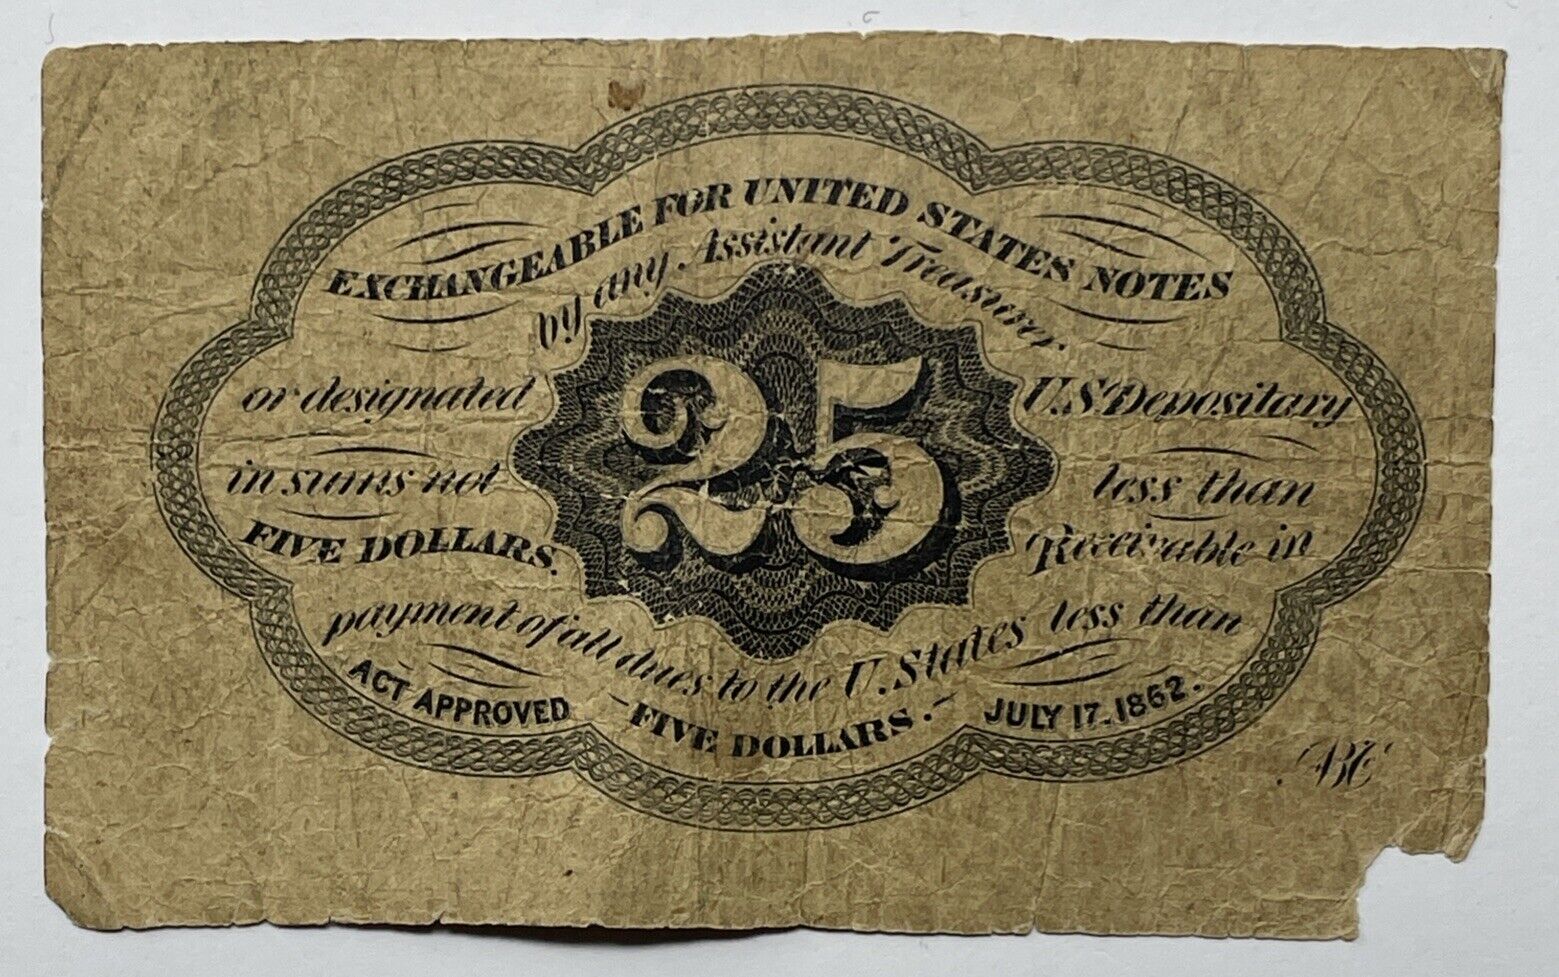 EXCHANGEABLE FOR UNITED STATES NOTES
by any Assistant Treasurer.
or designated U.S. Depositary
25
in sums not less than
FIVE DOLLARS. Receivable in
payment of all dues to the U. States less than
FIVE DOLLARS.
ACT APPROVED JULY 17. 1862.
ABC